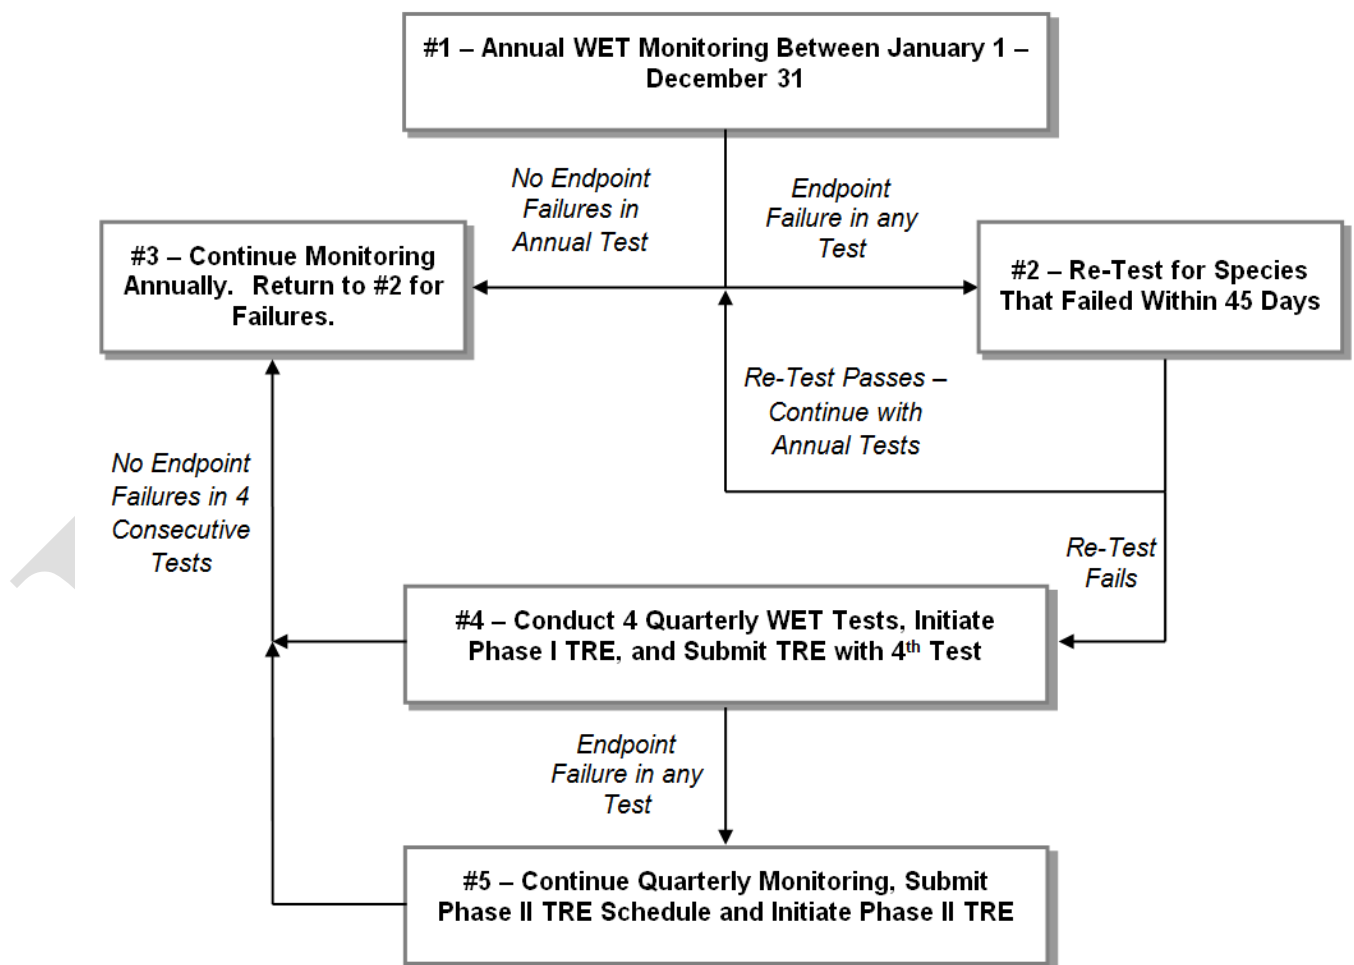 #1 – Annual WET Monitoring Between January 1 –
December 31
No Endpoint
Failures in
Annual Test
Endpoint
Failure in any
Test
#3 – Continue Monitoring
Annually. Return to #2 for
Failures.
#2 – Re-Test for Species
That Failed Within 45 Days
Re-Test Passes –
Continue with
Annual Tests
No Endpoint
Failures in 4
Consecutive
Tests
Re-Test
Fails
#4 – Conduct 4 Quarterly WET Tests, Initiate
Phase I TRE, and Submit TRE with 4th Test
Endpoint
Failure in any
Test
#5 – Continue Quarterly Monitoring, Submit
Phase II TRE Schedule and Initiate Phase II TRE